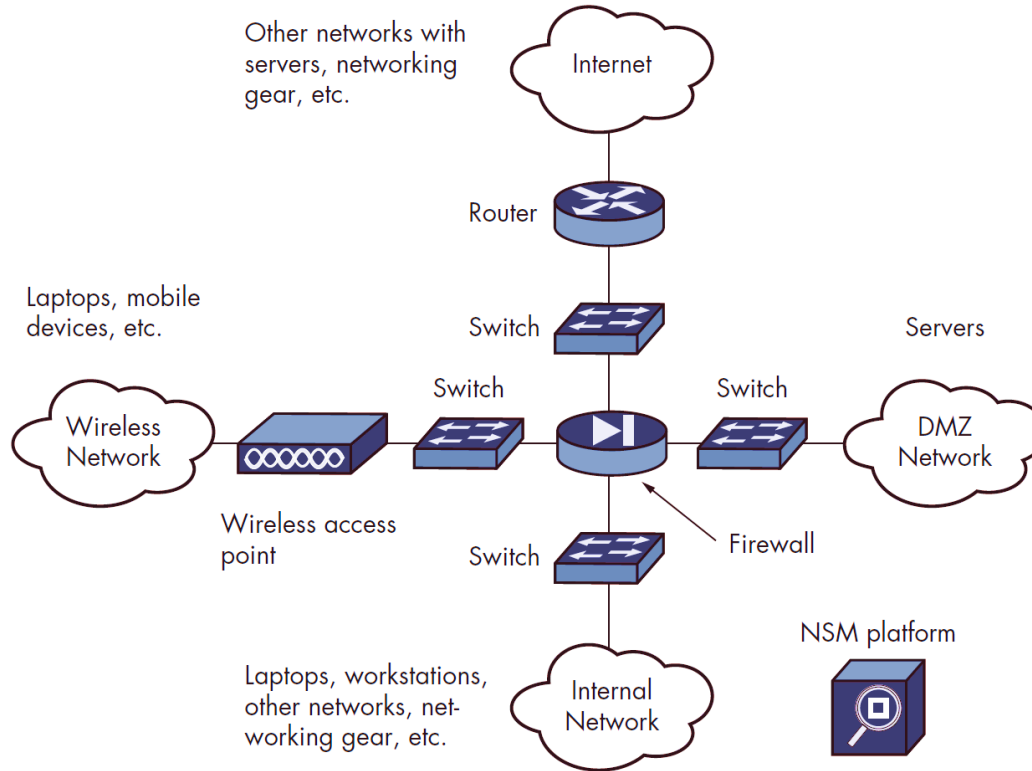 Other networks with
servers, networking
gear, etc.
Internet
Router
Laptops, mobile
devices, etc.
Switch
Servers
Switch
Switch
Wireless
Network
DMZ
Network
Wireless access
point
Switch
Firewall
NSM platform
Laptops, workstations,
other networks, net-
working gear, etc.
Internal
Network